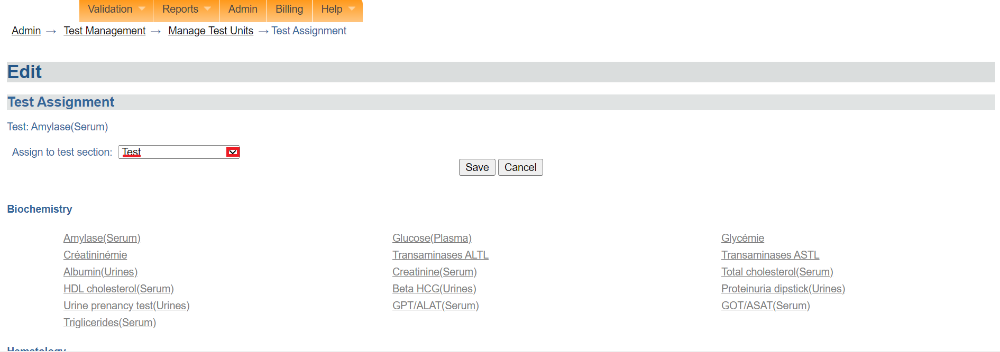 Validation Reports Admin Billing Help
Admin → Test Management → Manage Test Units → Test Assignment
Edit
Test Assignment
Test: Amylase(Serum)
Assign to test section: Test
Save Cancel
Biochemistry
Amylase(Serum) Glucose(Plasma) Glycémie
Créatininémie Transaminases ALTL Transaminases ASTL
Albumin(Urines) Creatinine(Serum) Total cholesterol(Serum)
HDL cholesterol(Serum) Beta HCG(Urines) Proteinuria dipstick(Urines)
Urine prenancy test(Urines) GPT/ALAT(Serum) GOT/ASAT(Serum)
Triglicerides(Serum)
Hematology